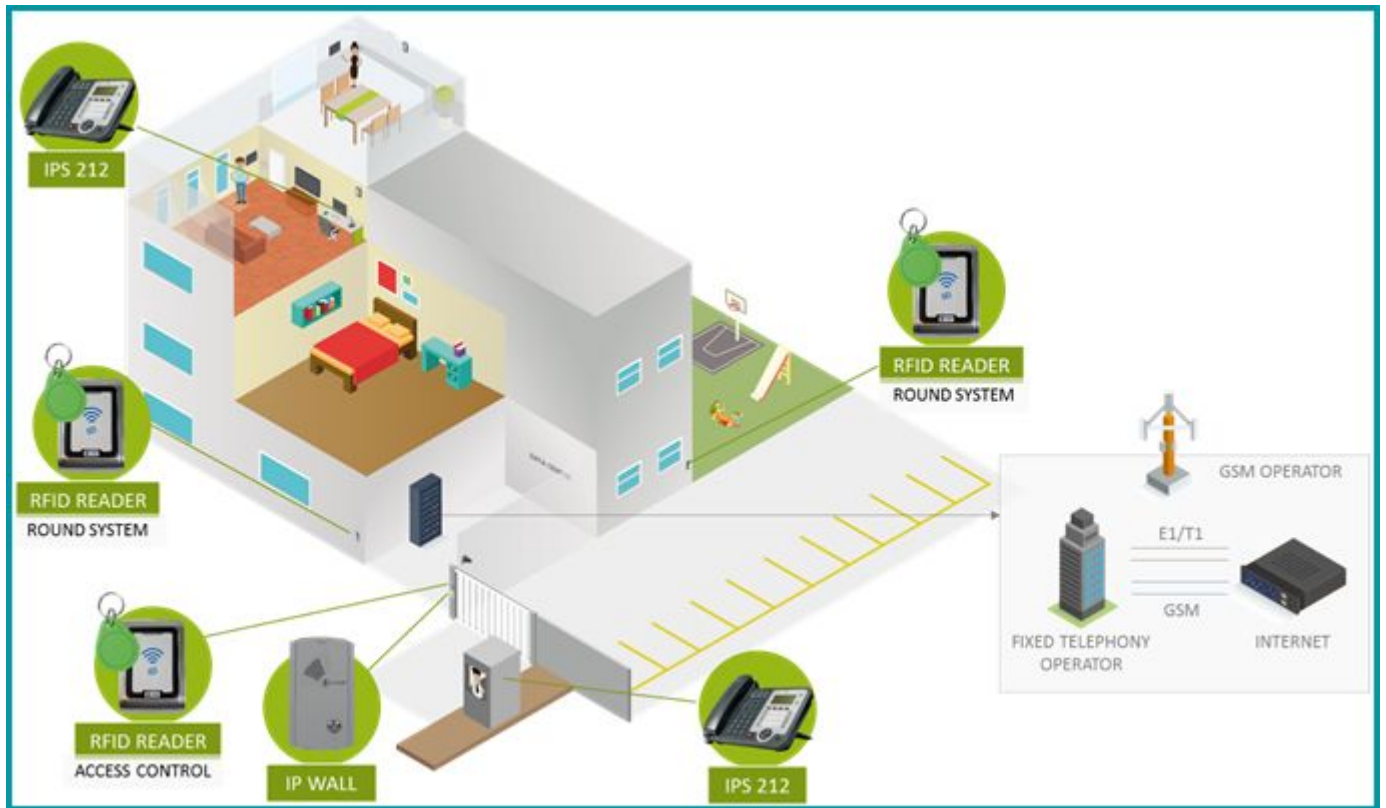 IPS 212
RFID READER
ROUND SYSTEM
RFID READER
ROUND SYSTEM
GSM OPERATOR
E1/T1
GSM
FIXED TELEPHONY
OPERATOR
INTERNET
RFID READER
ACCESS CONTROL
IP WALL
IPS 212